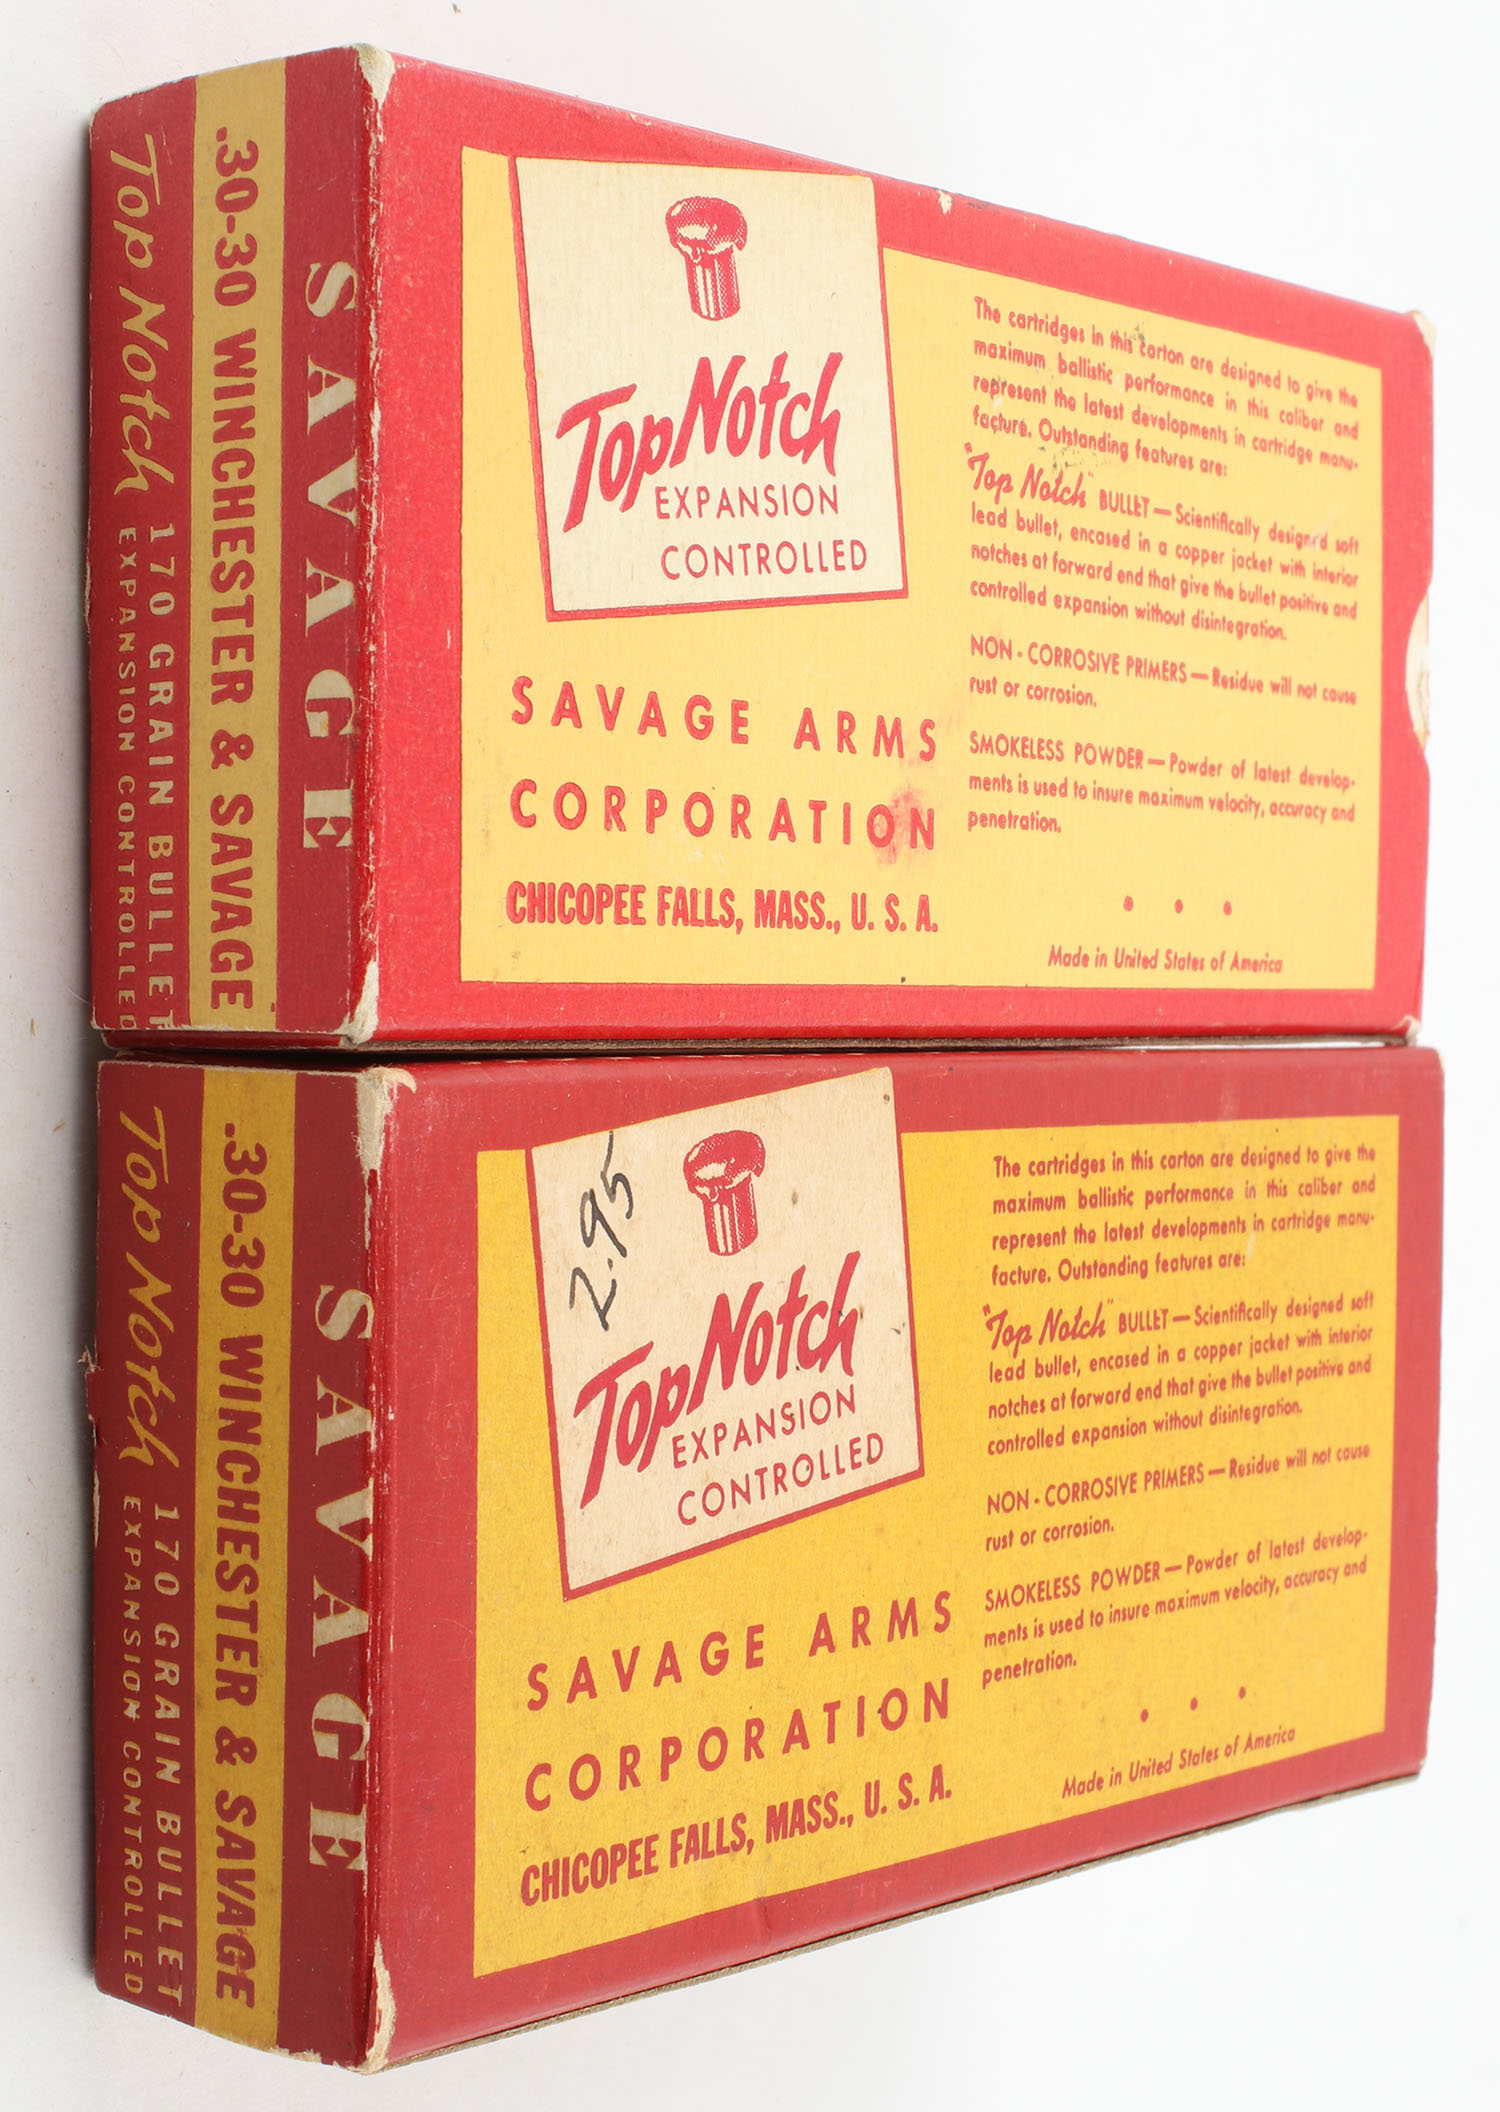 Top Notch
170 GRAIN BULLET
EXPANSION CONTROLLED
.30-30 WINCHESTER & SAVAGE
SAVAGE
Top Notch
EXPANSION
CONTROLLED
SAVAGE ARMS
CORPORATION
CHICOPEE FALLS, MASS., U. S. A.
The cartridges in this carton are designed to give the
maximum ballistic performance in this caliber and
represent the latest developments in cartridge manu-
facture. Outstanding features are:
"Top Notch" BULLET — Scientifically designed soft
lead bullet, encased in a copper jacket with interior
notches at forward end that give the bullet positive and
controlled expansion without disintegration.
NON - CORROSIVE PRIMERS — Residue will not cause
rust or corrosion.
SMOKELESS POWDER — Powder of latest develop-
ments is used to insure maximum velocity, accuracy and
penetration.
Made in United States of America
Top Notch
170 GRAIN BULLET
EXPANSION CONTROLLED
.30-30 WINCHESTER & SAVAGE
SAVAGE
2.95
Top Notch
EXPANSION
CONTROLLED
SAVAGE ARMS
CORPORATION
CHICOPEE FALLS, MASS., U. S. A.
The cartridges in this carton are designed to give the
maximum ballistic performance in this caliber and
represent the latest developments in cartridge manu-
facture. Outstanding features are:
"Top Notch" BULLET — Scientifically designed soft
lead bullet, encased in a copper jacket with interior
notches at forward end that give the bullet positive and
controlled expansion without disintegration.
NON - CORROSIVE PRIMERS — Residue will not cause
rust or corrosion.
SMOKELESS POWDER — Powder of latest develop-
ments is used to insure maximum velocity, accuracy and
penetration.
Made in United States of America